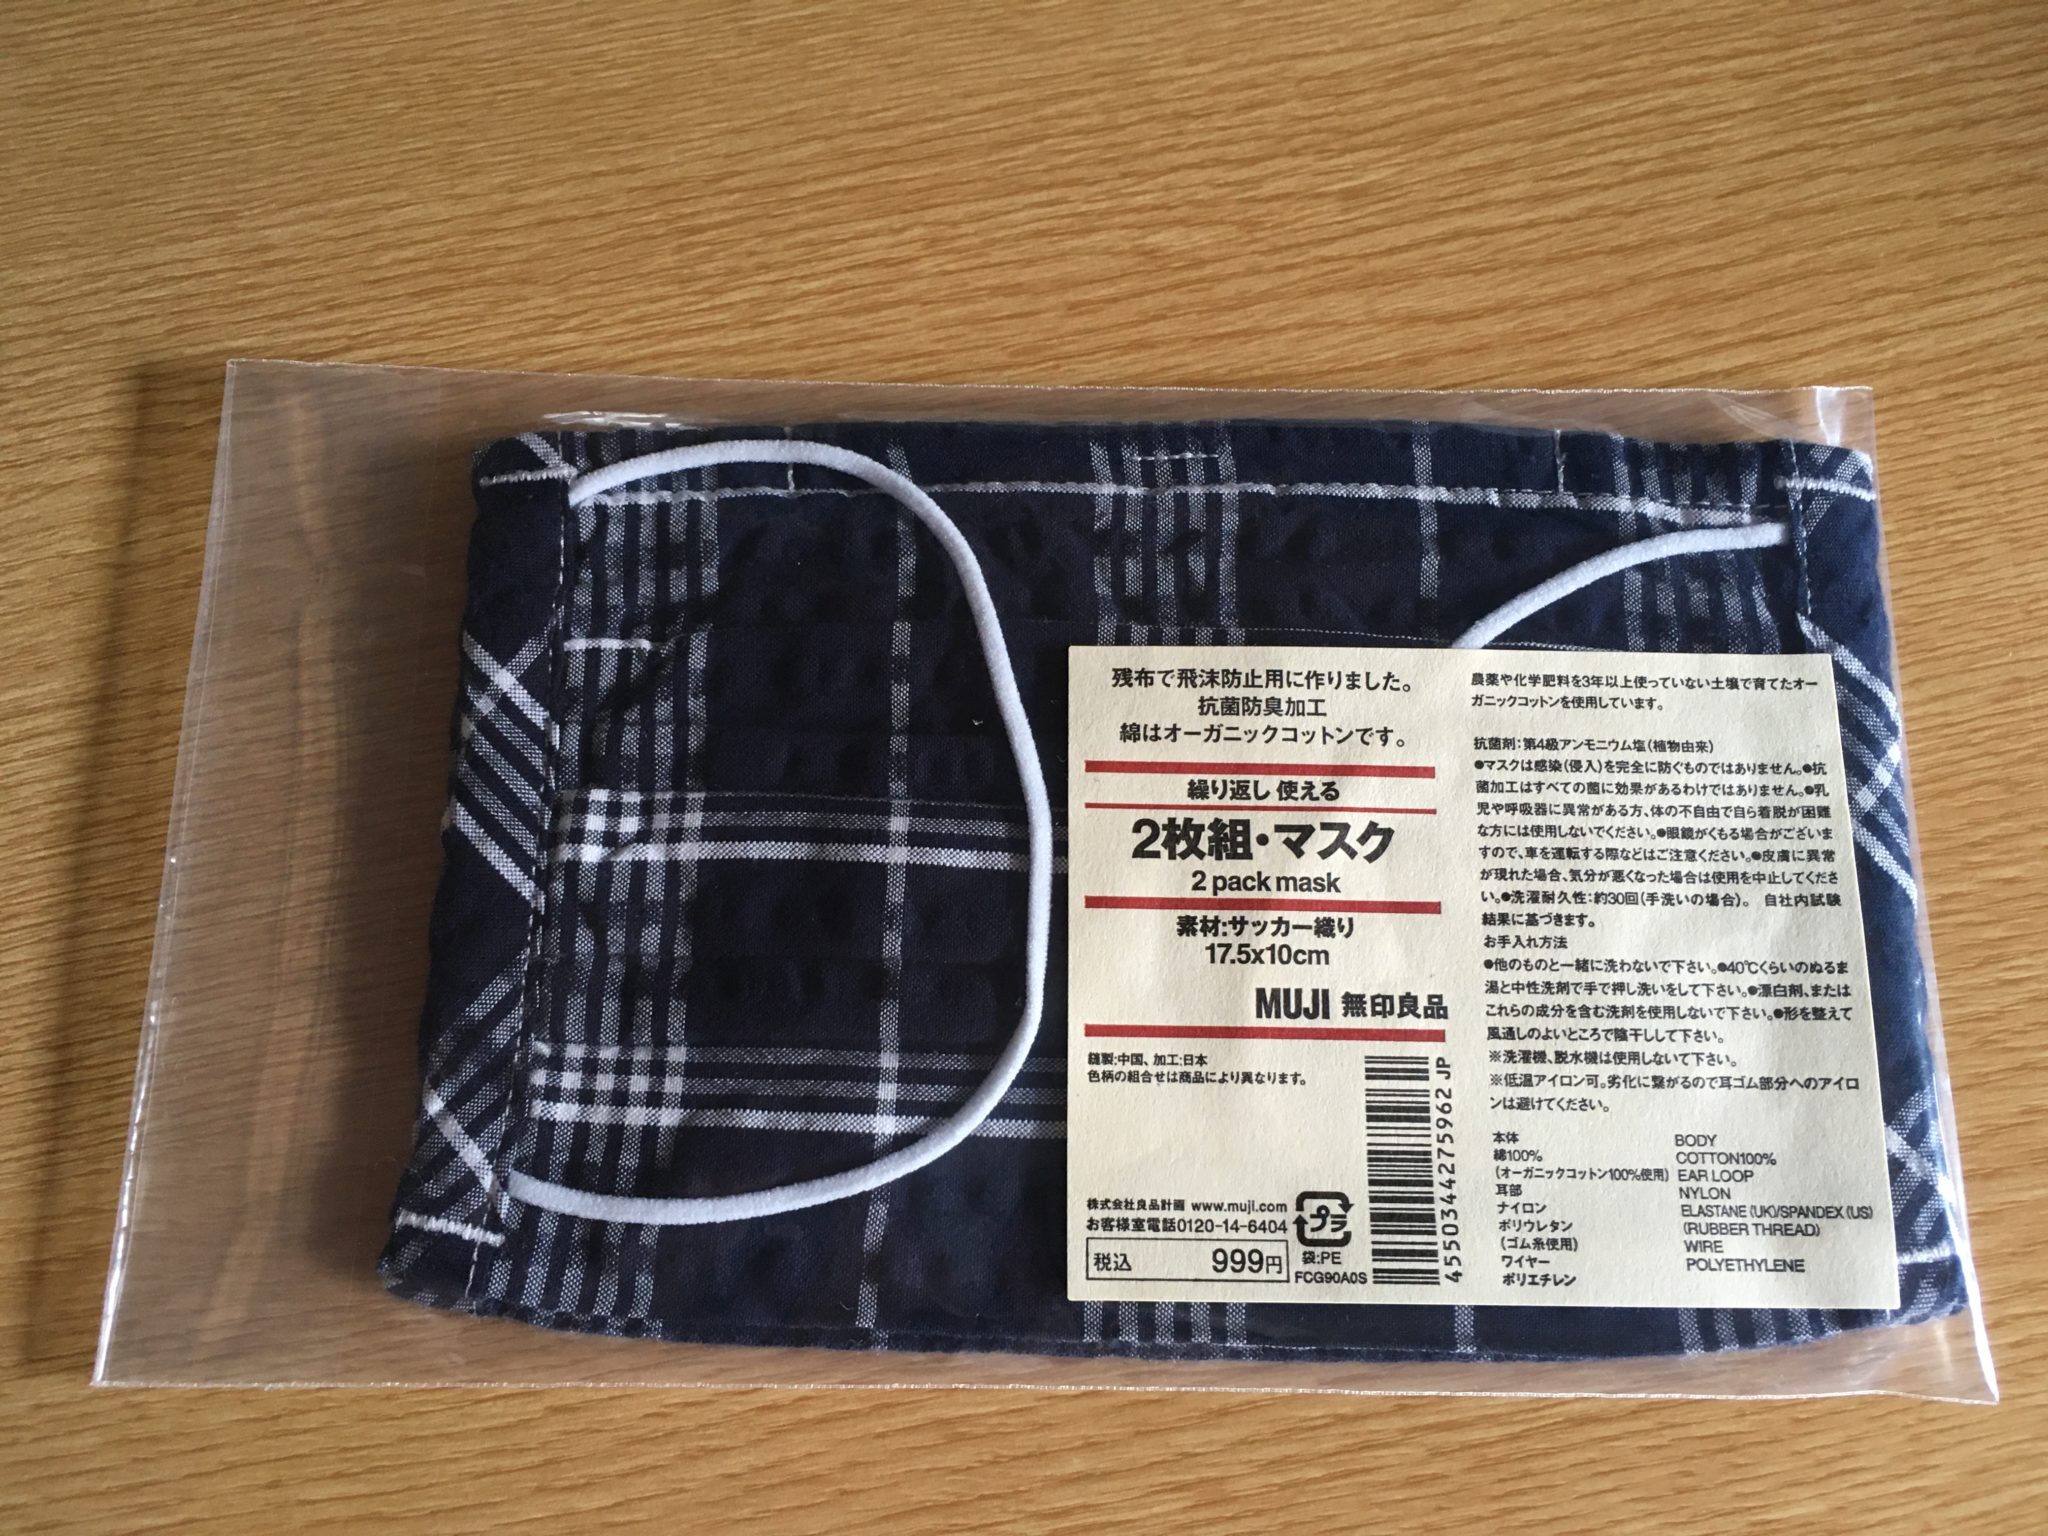 残布で飛沫防止用に作りました。
抗菌防臭加工
綿はオーガニックコットンです。
繰り返し使える
2枚組・マスク
2 pack mask
素材:サッカー織り
17.5x10cm
MUJI 無印良品
縫製:中国、加工:日本
色柄の組合せは商品により異なります。
株式会社良品計画 www.muji.com
お客様室電話0120-14-6404
税込 999円
プラ
袋:PE
FCG90A0S
4550344275962 JP
農薬や化学肥料を3年以上使っていない土壌で育てたオー
ガニックコットンを使用しています。
抗菌剤:第4級アンモニウム塩(植物由来)
●マスクは感染(侵入)を完全に防ぐものではありません。●抗
菌加工はすべての菌に効果があるわけではありません。●乳
児や呼吸器に異常がある方、体の不自由で自ら着脱が困難
な方には使用しないでください。●眼鏡がくもる場合がございま
すので、車を運転する際などはご注意ください。●皮膚に異常
が現れた場合、気分が悪くなった場合は使用を中止してくださ
い。●洗濯耐久性:約30回(手洗いの場合)。 自社内試験
結果に基づきます。
お手入れ方法
●他のものと一緒に洗わないで下さい。●40℃くらいのぬるま
湯と中性洗剤で手で押し洗いをして下さい。●漂白剤、または
これらの成分を含む洗剤を使用しないで下さい。●形を整えて
風通しのよいところで陰干しして下さい。
※洗濯機、脱水機は使用しないで下さい。
※低温アイロン可。劣化に繋がるので耳ゴム部分へのアイロ
ンは避けてください。
本体 BODY
綿100% COTTON100%
(オーガニックコットン100%使用) EAR LOOP
耳部 NYLON
ナイロン ELASTANE (UK)/SPANDEX (US)
ポリウレタン (RUBBER THREAD)
(ゴム糸使用) WIRE
ワイヤー POLYETHYLENE
ポリエチレン